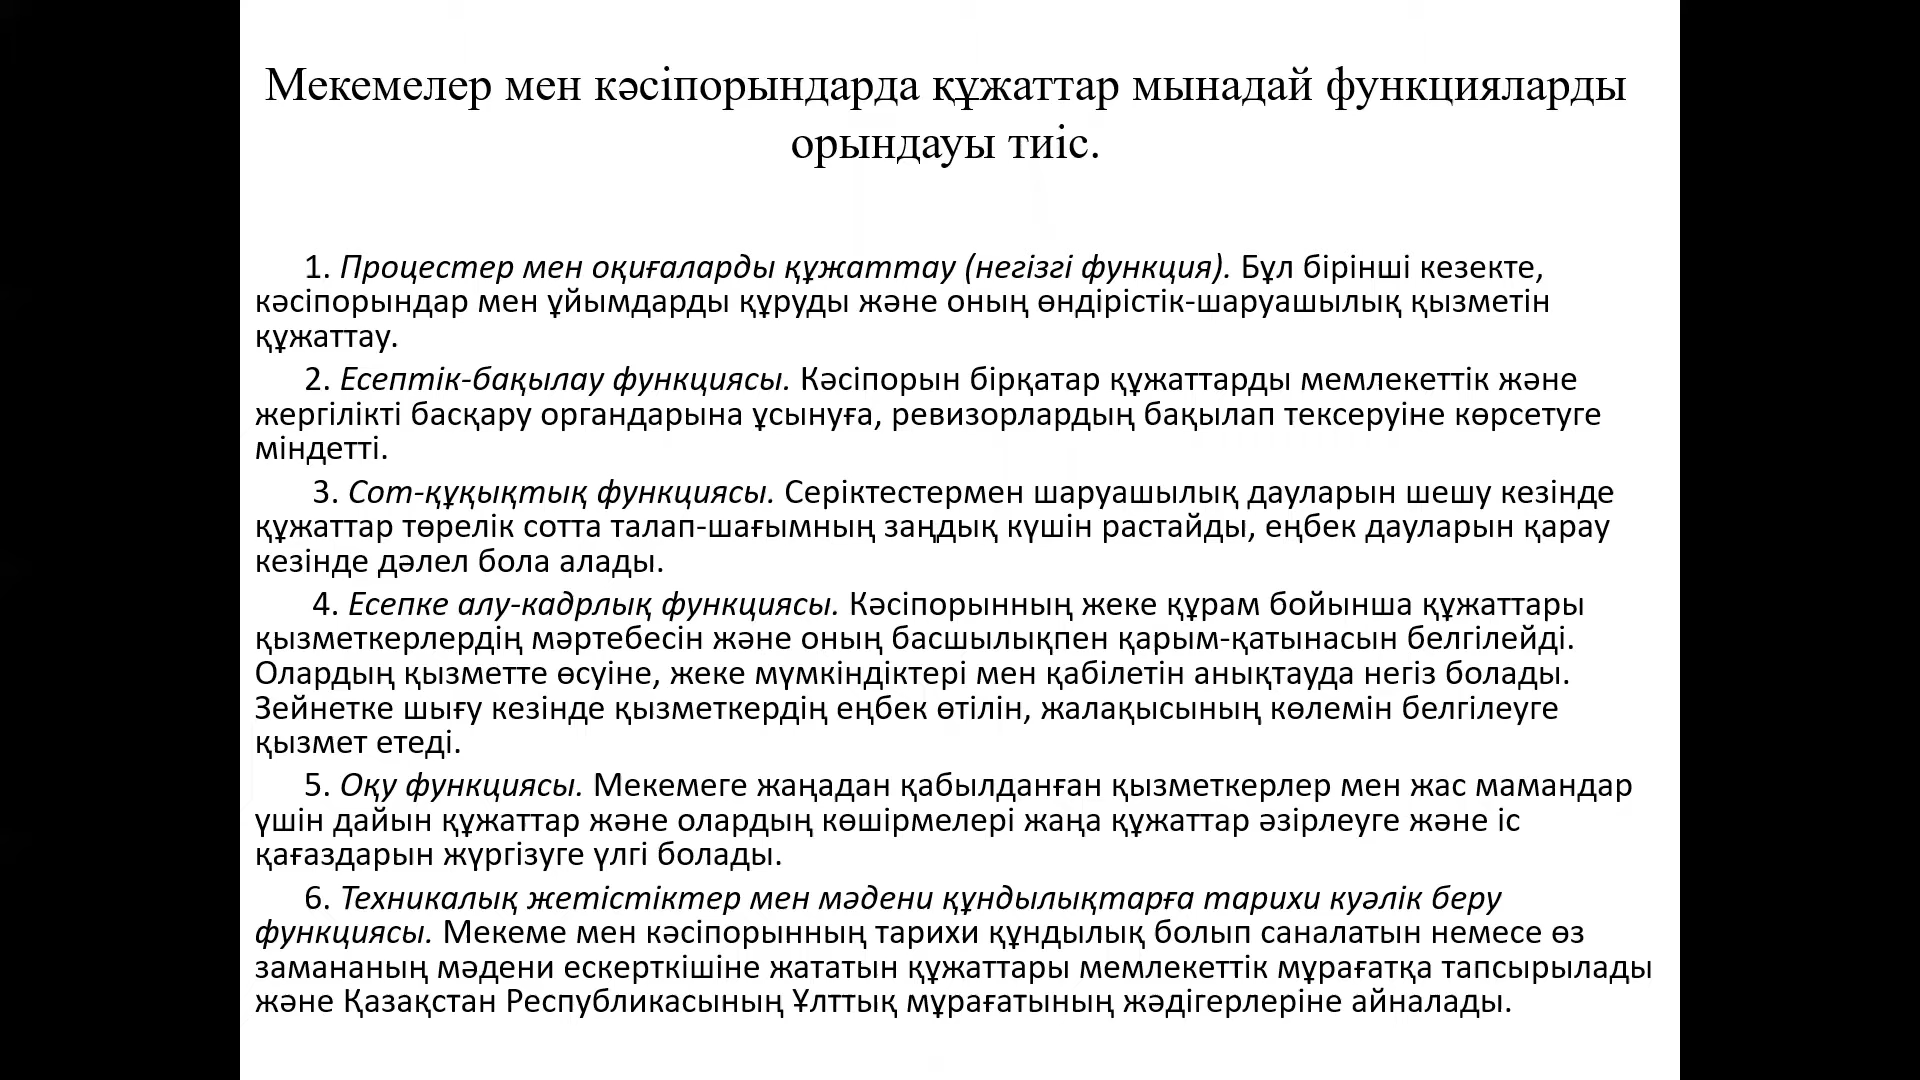 Мекемелер мен кәсіпорындарда құжаттар мынадай функцияларды
орындауы тиіс.
1. Процестер мен оқиғаларды құжаттау (негізгі функция). Бұл бірінші кезекте,
кәсіпорындар мен ұйымдарды құруды және оның өндірістік-шаруашылық қызметін
құжаттау.
2. Есептік-бақылау функциясы. Кәсіпорын бірқатар құжаттарды мемлекеттік және
жергілікті басқару органдарына ұсынуға, ревизорлардың бақылап тексеруіне көрсетуге
міндетті.
3. Сот-құқықтық функциясы. Серіктестермен шаруашылық дауларын шешу кезінде
құжаттар төрелік сотта талап-шағымның заңдық күшін растайды, еңбек дауларын қарау
кезінде дәлел бола алады.
4. Есепке алу-кадрлық функциясы. Кәсіпорынның жеке құрам бойынша құжаттары
қызметкерлердің мәртебесін және оның басшылықпен қарым-қатынасын белгілейді.
Олардың қызметте өсуіне, жеке мүмкіндіктері мен қабілетін анықтауда негіз болады.
Зейнетке шығу кезінде қызметкердің еңбек өтілін, жалақысының көлемін белгілеуге
қызмет етеді.
5. Оқу функциясы. Мекемеге жаңадан қабылданған қызметкерлер мен жас мамандар
үшін дайын құжаттар және олардың көшірмелері жаңа құжаттар әзірлеуге және іс
қағаздарын жүргізуге үлгі болады.
6. Техникалық жетістіктер мен мәдени құндылықтарға тарихи куәлік беру
функциясы. Мекеме мен кәсіпорынның тарихи құндылық болып саналатын немесе өз
замананың мәдени ескерткішіне жататын құжаттары мемлекеттік мұрағатқа тапсырылады
және Қазақстан Республикасының Ұлттық мұрағатының жәдігерлеріне айналады.